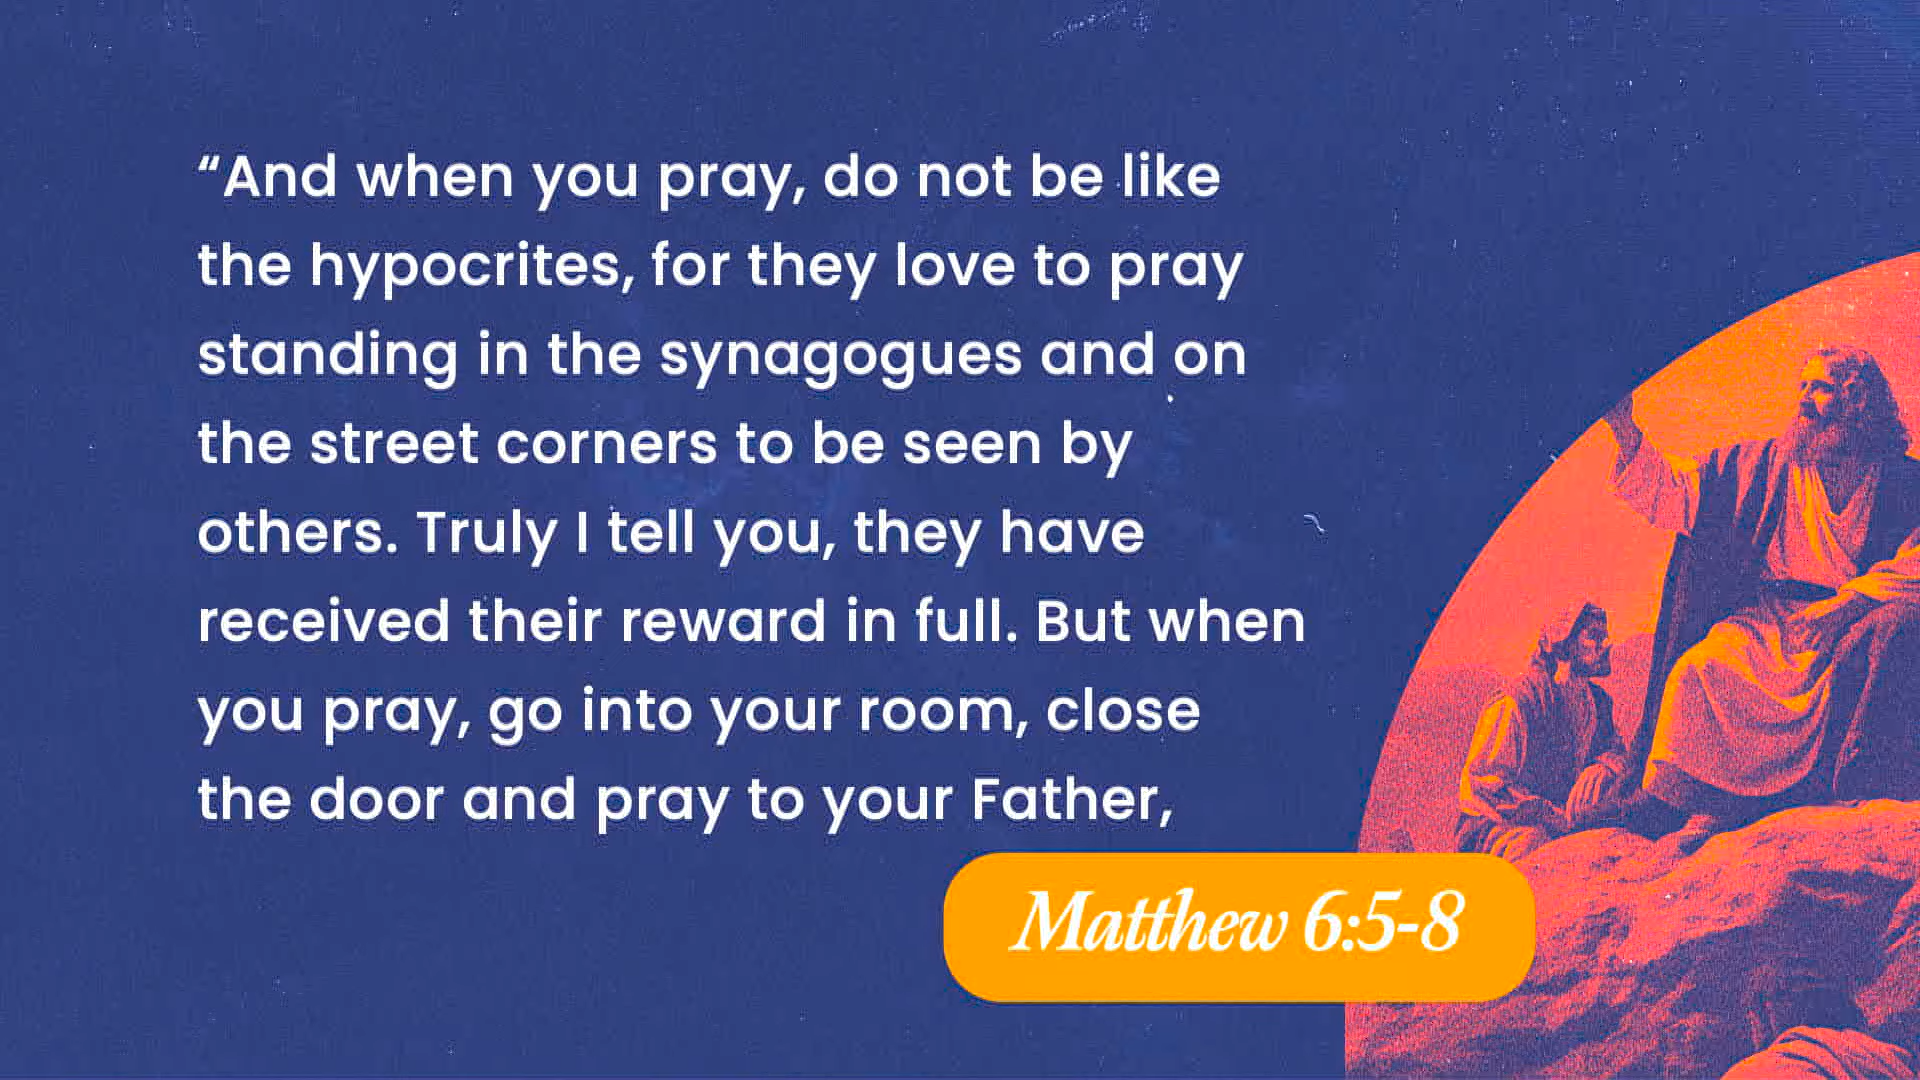 “And when you pray, do not be like
the hypocrites, for they love to pray
standing in the synagogues and on
the street corners to be seen by
others. Truly I tell you, they have
received their reward in full. But when
you pray, go into your room, close
the door and pray to your Father,
Matthew 6:5-8